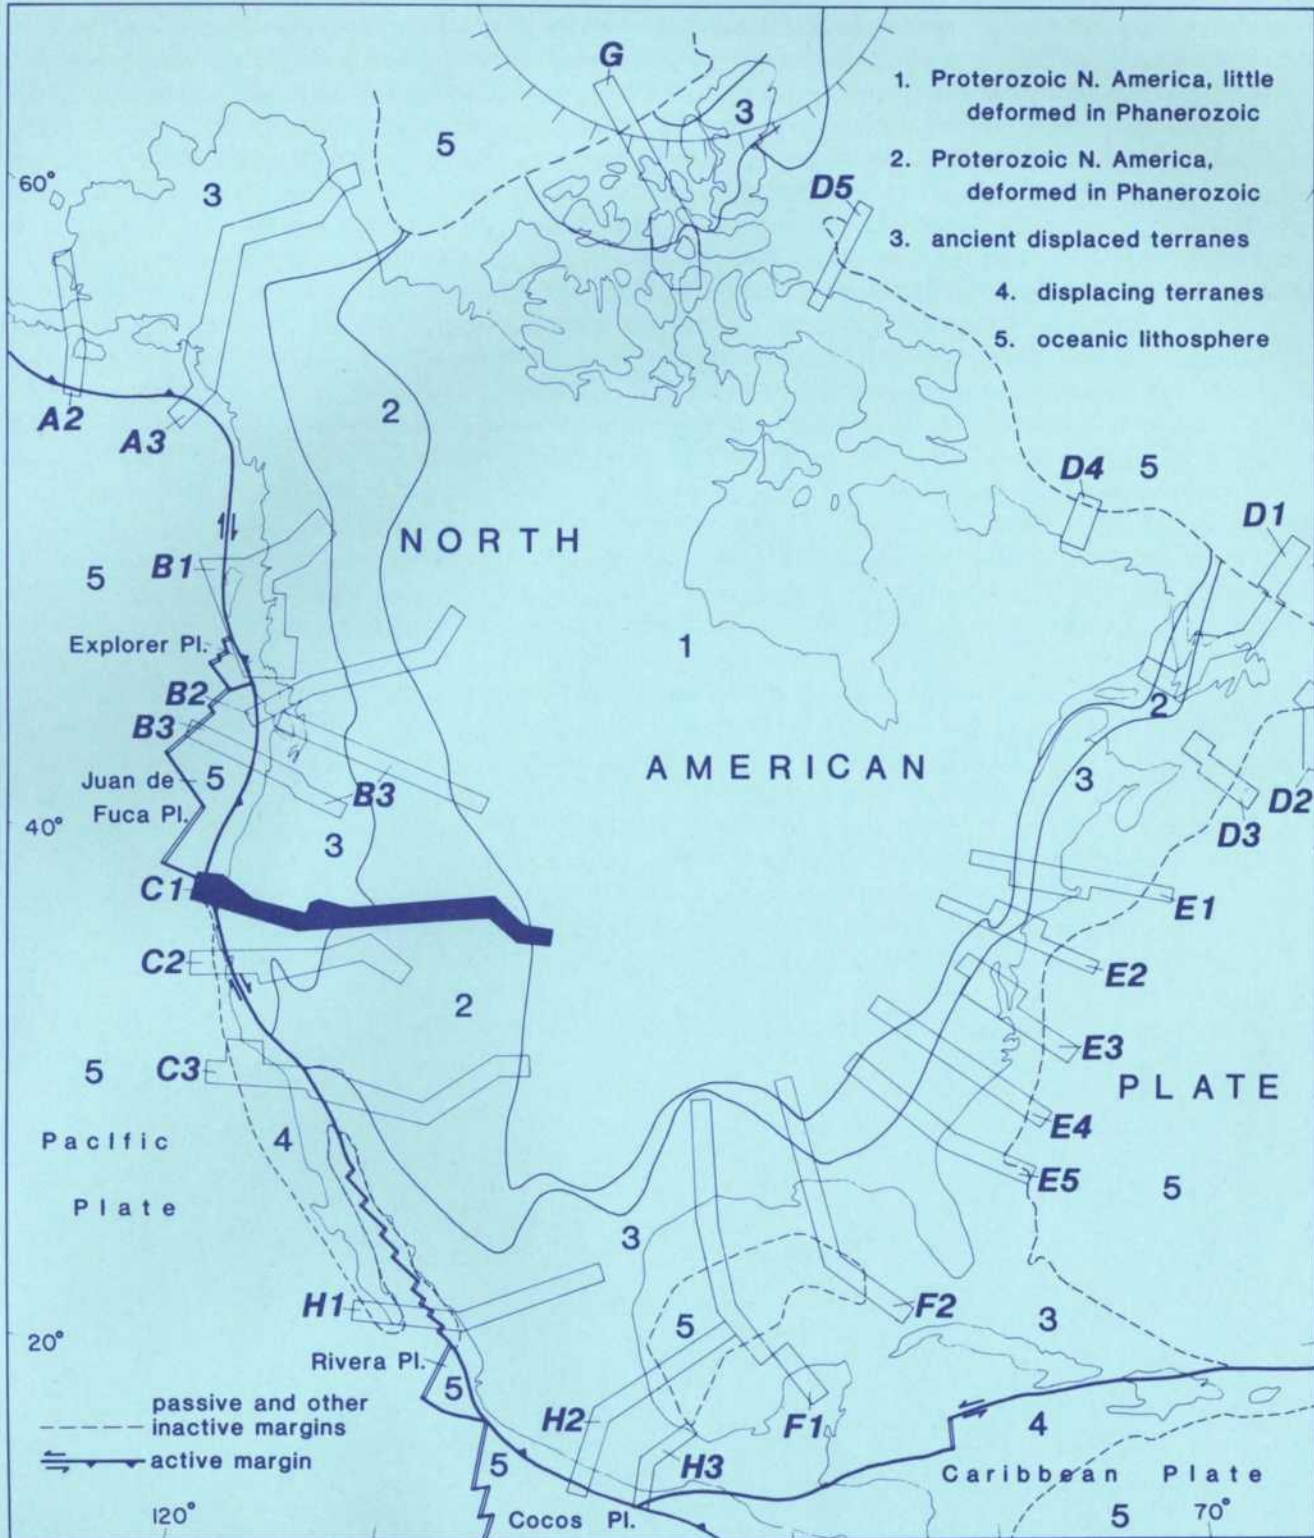 G
1. Proterozoic N. America, little
deformed in Phanerozoic
2. Proterozoic N. America,
deformed in Phanerozoic
3. ancient displaced terranes
4. displacing terranes
5. oceanic lithosphere
3
5
60°
3
D5
A2
A3
2
D4
5
D1
NORTH
B1
5
Explorer Pl.
1
B2
B3
2
AMERICAN
3
Juan de
Fuca Pl.
5
B3
D2
D3
40°
3
C1
E1
C2
E2
2
E3
5
C3
PLATE
4
E4
Pacific
Plate
E5
5
3
H1
F2
5
3
20°
Rivera Pl.
5
passive and other
inactive margins
active margin
H2
F1
H3
4
5
Caribbean Plate
120°
Cocos Pl.
5
70°